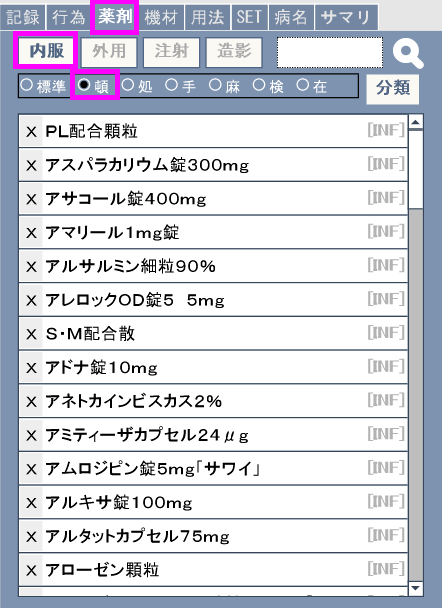 記録 行為 薬剤 機材 用法 SET 病名 サマリ
内服 外用 注射 造影
標準 頓 処 手 麻 検 在 分類
x PL配合顆粒 [INF]
x アスパラカリウム錠300mg [INF]
x アサコール錠400mg [INF]
x アマリール1mg錠 [INF]
x アルサルミン細粒90% [INF]
x アレロックOD錠5 5mg [INF]
x S・M配合散 [INF]
x アドナ錠10mg [INF]
x アネトカインビスカス2% [INF]
x アミティーザカプセル24μg [INF]
x アムロジピン錠5mg「サワイ」 [INF]
x アルキサ錠100mg [INF]
x アルタットカプセル75mg [INF]
x アローゼン顆粒 [INF]